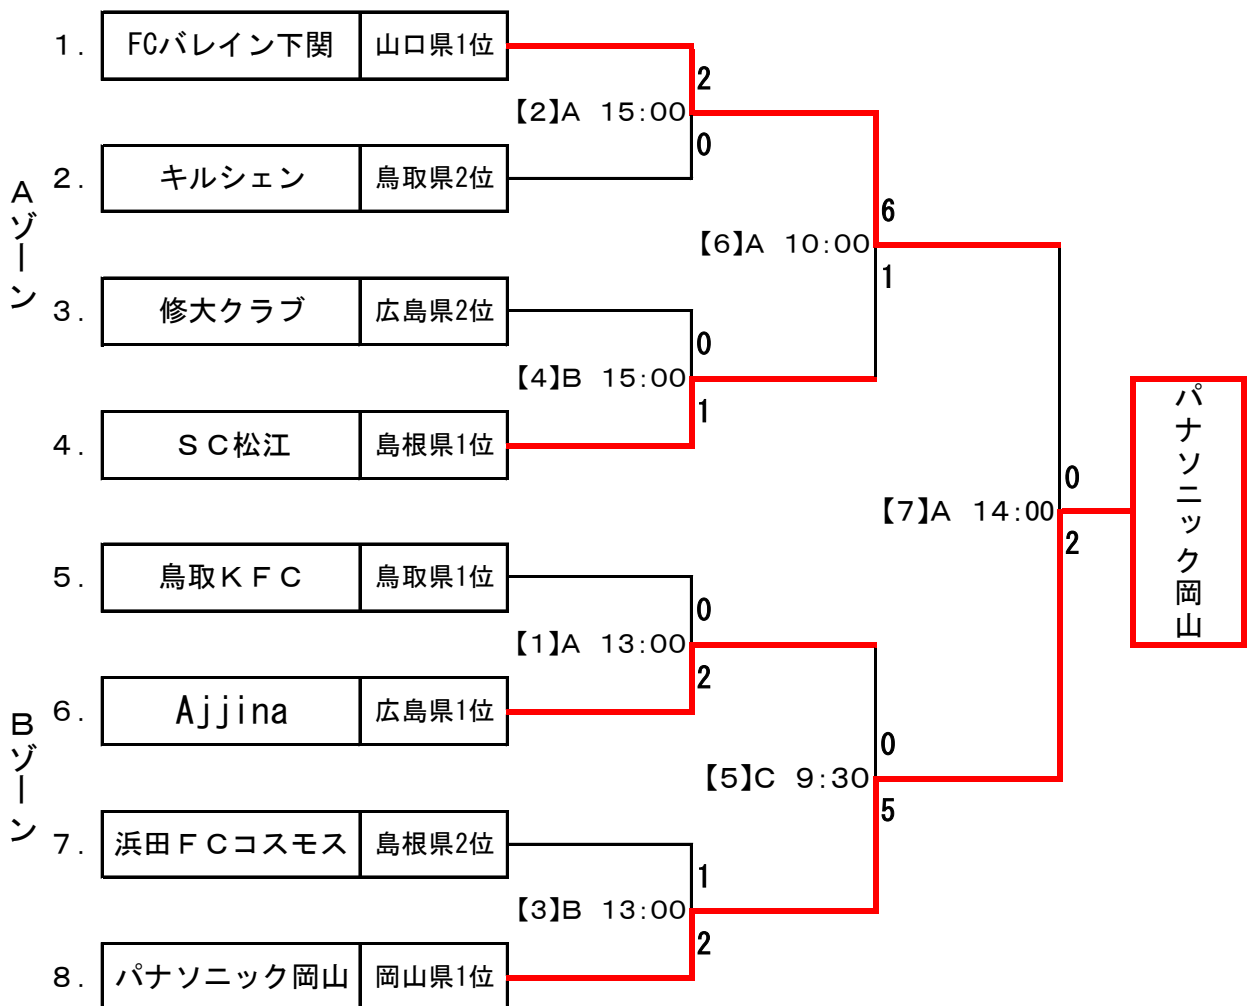 1. FCバレイン下関 山口県1位
2
【2】A 15:00
0
2. キルシェン 鳥取県2位
Aゾーン
6
【6】A 10:00
1
3. 修大クラブ 広島県2位
0
【4】B 15:00
1
4. SC松江 島根県1位
パナソニック岡山
0
【7】A 14:00
2
5. 鳥取KFC 鳥取県1位
0
【1】A 13:00
2
6. Ajjina 広島県1位
Bゾーン
0
【5】C 9:30
5
7. 浜田FCコスモス 島根県2位
1
【3】B 13:00
2
8. パナソニック岡山 岡山県1位